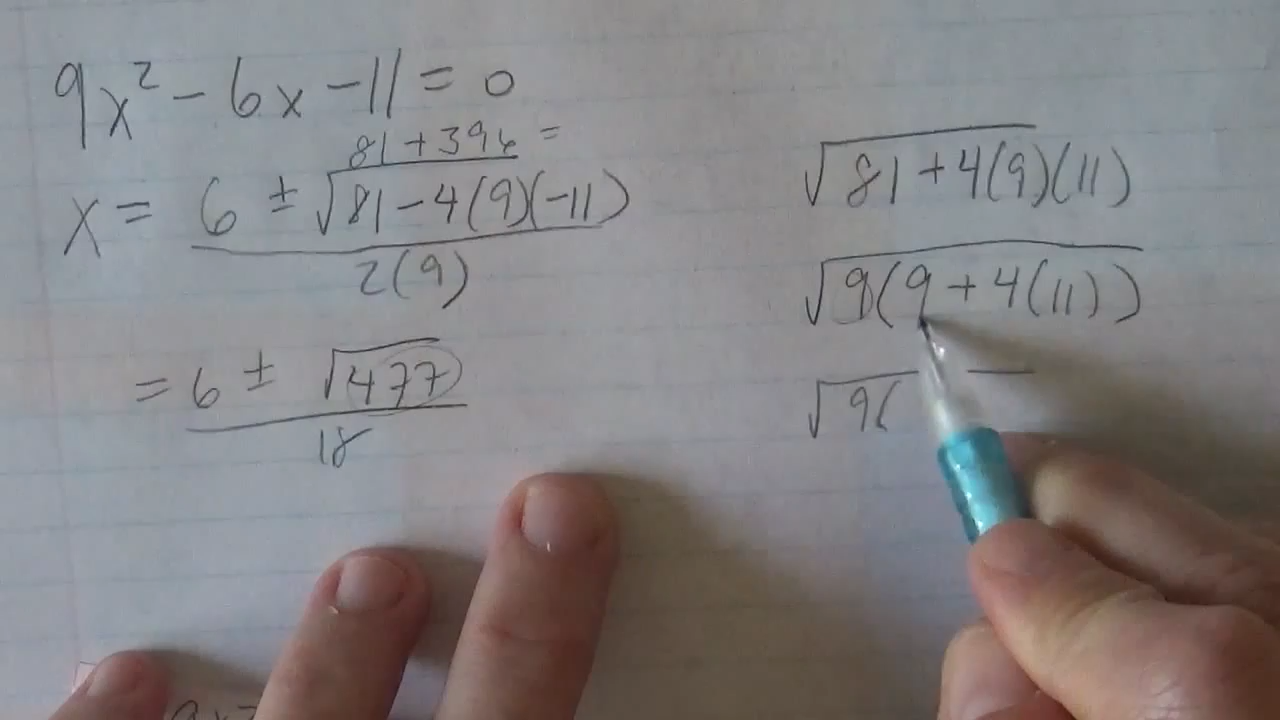 9x² - 6x - 11 = 0
81 + 396 =
x = 6 ± √81 - 4(9)(-11)
2(9)
= 6 ± √477
18
√81 + 4(9)(11)
√9(9 + 4(11))
√9(